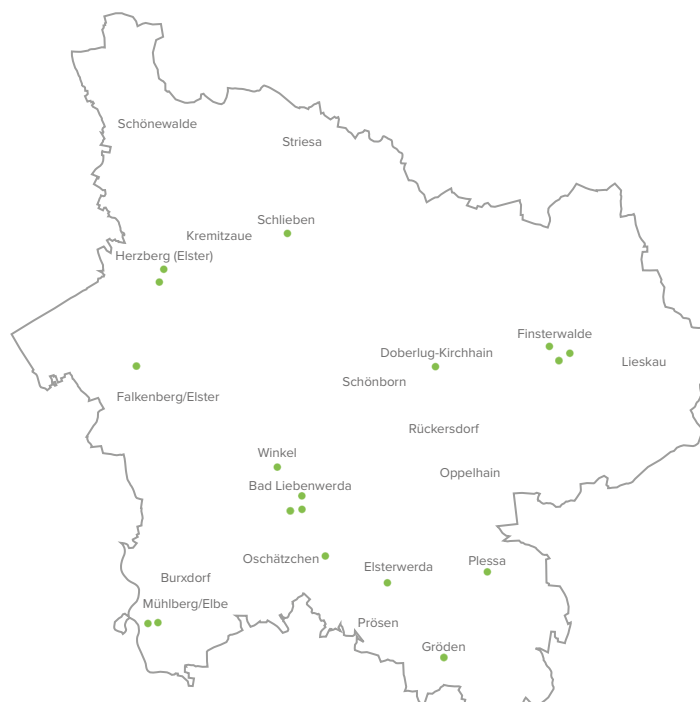 Schönewalde
Striesa
Schlieben
Kremitzaue
Herzberg (Elster)
Finsterwalde
Doberlug-Kirchhain
Lieskau
Schönborn
Falkenberg/Elster
Rückersdorf
Winkel
Oppelhain
Bad Liebenwerda
Oschätzchen
Plessa
Elsterwerda
Burxdorf
Mühlberg/Elbe
Prösen
Gröden